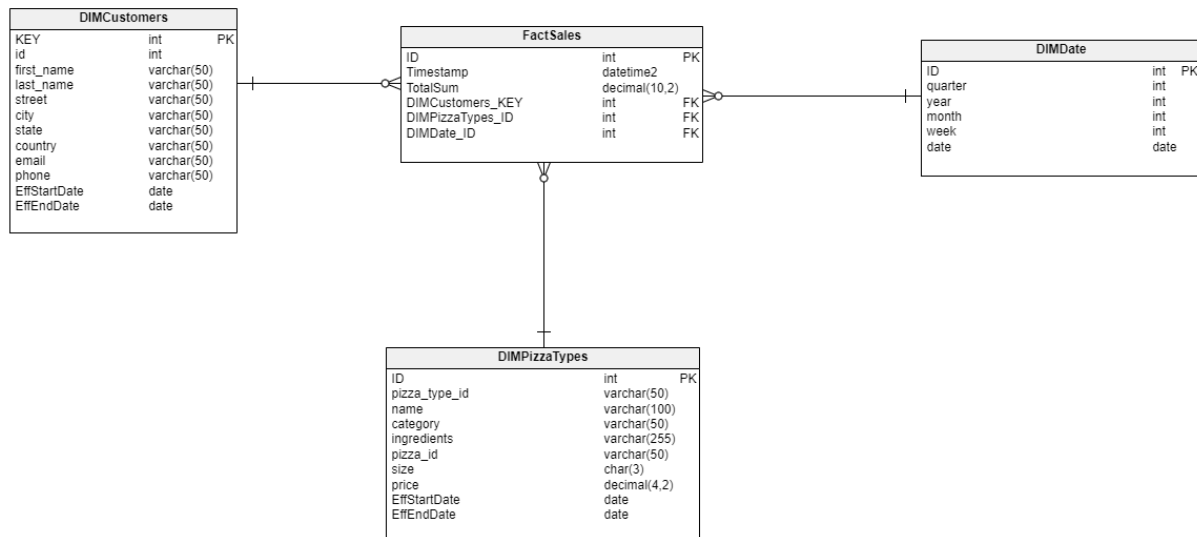 DIMCustomers
KEY int PK
id int
first_name varchar(50)
last_name varchar(50)
street varchar(50)
city varchar(50)
state varchar(50)
country varchar(50)
email varchar(50)
phone varchar(50)
EffStartDate date
EffEndDate date
FactSales
ID int PK
Timestamp datetime2
TotalSum decimal(10,2)
DIMCustomers_KEY int FK
DIMPizzaTypes_ID int FK
DIMDate_ID int FK
DIMDate
ID int PK
quarter int
year int
month int
week int
date date
DIMPizzaTypes
ID int PK
pizza_type_id varchar(50)
name varchar(100)
category varchar(50)
ingredients varchar(255)
pizza_id varchar(50)
size char(3)
price decimal(4,2)
EffStartDate date
EffEndDate date